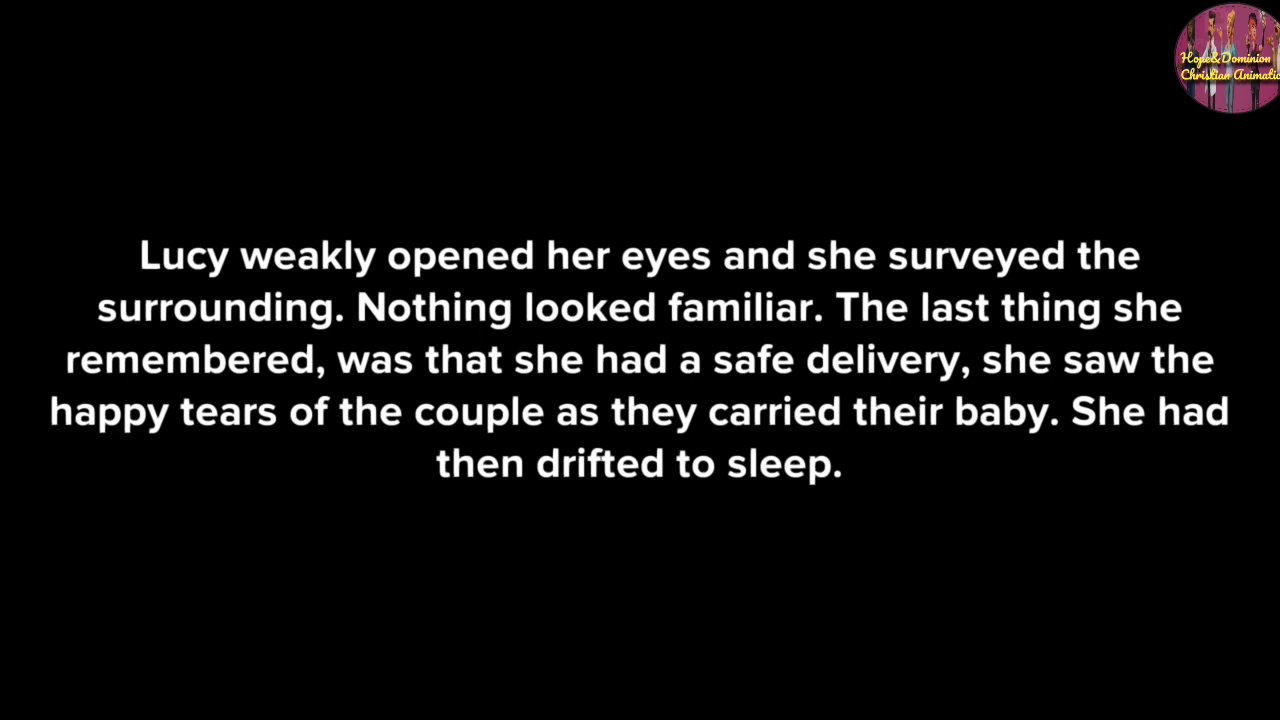 Hope&Dominion
Christian Animatio
Lucy weakly opened her eyes and she surveyed the
surrounding. Nothing looked familiar. The last thing she
remembered, was that she had a safe delivery, she saw the
happy tears of the couple as they carried their baby. She had
then drifted to sleep.